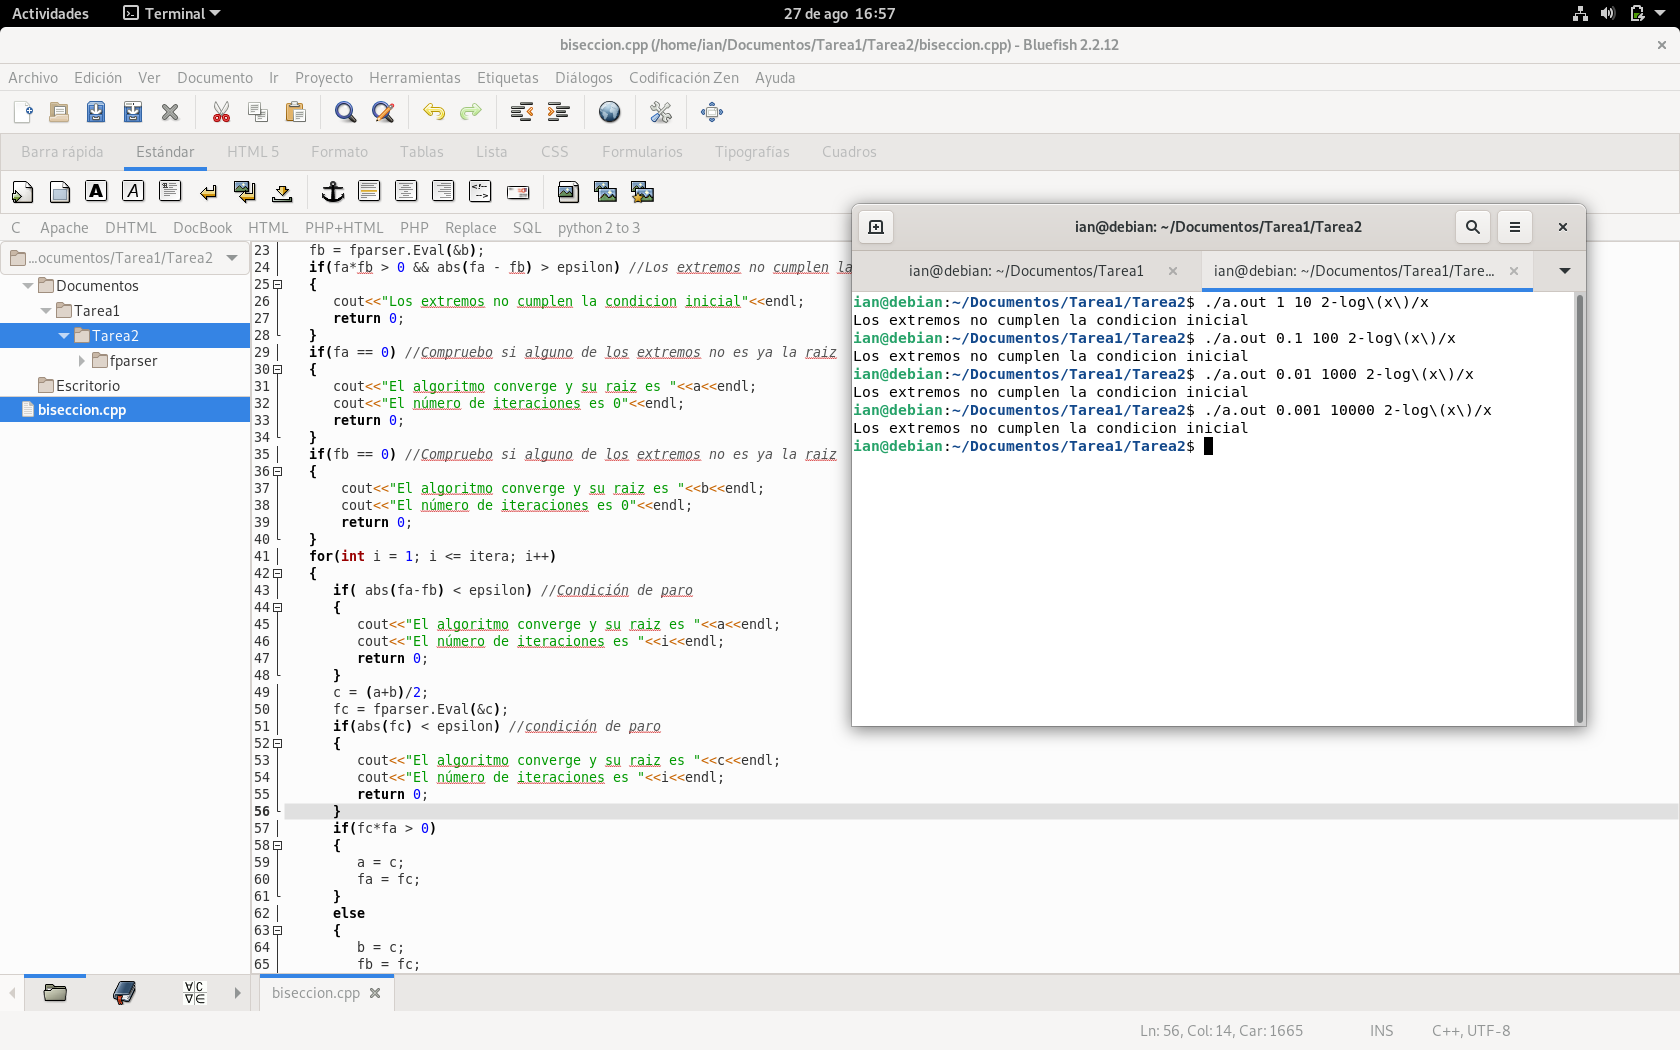 Actividades Terminal 27 de ago 16:57
biseccion.cpp (/home/ian/Documentos/Tarea1/Tarea2/biseccion.cpp) - Bluefish 2.2.12
Archivo Edición Ver Documento Ir Proyecto Herramientas Etiquetas Diálogos Codificación Zen Ayuda
Barra rápida Estándar HTML 5 Formato Tablas Lista CSS Formularios Tipografías Cuadros
C Apache DHTML DocBook HTML PHP+HTML PHP Replace SQL python 2 to 3
...ocumentos/Tarea1/Tarea2
Documentos
Tarea1
Tarea2
fparser
Escritorio
biseccion.cpp
23 fb = fparser.Eval(&b);
24 if(fa*fb > 0 && abs(fa - fb) > epsilon) //Los extremos no cumplen la
25 {
26 cout<<"Los extremos no cumplen la condicion inicial"<<endl;
27 return 0;
28 }
29 if(fa == 0) //Compruebo si alguno de los extremos no es ya la raiz
30 {
31 cout<<"El algoritmo converge y su raiz es "<<a<<endl;
32 cout<<"El número de iteraciones es 0"<<endl;
33 return 0;
34 }
35 if(fb == 0) //Compruebo si alguno de los extremos no es ya la raiz
36 {
37 cout<<"El algoritmo converge y su raiz es "<<b<<endl;
38 cout<<"El número de iteraciones es 0"<<endl;
39 return 0;
40 }
41 for(int i = 1; i <= itera; i++)
42 {
43 if( abs(fa-fb) < epsilon) //Condición de paro
44 {
45 cout<<"El algoritmo converge y su raiz es "<<a<<endl;
46 cout<<"El número de iteraciones es "<<i<<endl;
47 return 0;
48 }
49 c = (a+b)/2;
50 fc = fparser.Eval(&c);
51 if(abs(fc) < epsilon) //condición de paro
52 {
53 cout<<"El algoritmo converge y su raiz es "<<c<<endl;
54 cout<<"El número de iteraciones es "<<i<<endl;
55 return 0;
56 }
57 if(fc*fa > 0)
58 {
59 a = c;
60 fa = fc;
61 }
62 else
63 {
64 b = c;
65 fb = fc;
ian@debian: ~/Documentos/Tarea1/Tarea2
ian@debian: ~/Documentos/Tarea1 ian@debian: ~/Documentos/Tarea1/Tare...
ian@debian:~/Documentos/Tarea1/Tarea2$ ./a.out 1 10 2-log\(x\)/x
Los extremos no cumplen la condicion inicial
ian@debian:~/Documentos/Tarea1/Tarea2$ ./a.out 0.1 100 2-log\(x\)/x
Los extremos no cumplen la condicion inicial
ian@debian:~/Documentos/Tarea1/Tarea2$ ./a.out 0.01 1000 2-log\(x\)/x
Los extremos no cumplen la condicion inicial
ian@debian:~/Documentos/Tarea1/Tarea2$ ./a.out 0.001 10000 2-log\(x\)/x
Los extremos no cumplen la condicion inicial
ian@debian:~/Documentos/Tarea1/Tarea2$
biseccion.cpp
Ln: 56, Col: 14, Car: 1665 INS C++, UTF-8